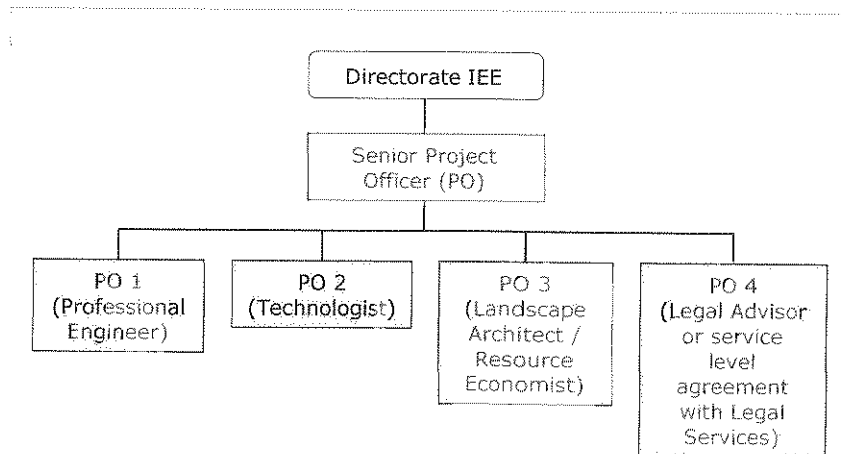 Directorate IEE
Senior Project
Officer (PO)
PO 1
(Professional
Engineer)
PO 2
(Technologist)
PO 3
(Landscape
Architect /
Resource
Economist)
PO 4
(Legal Advisor
or service
level
agreement
with Legal
Services)